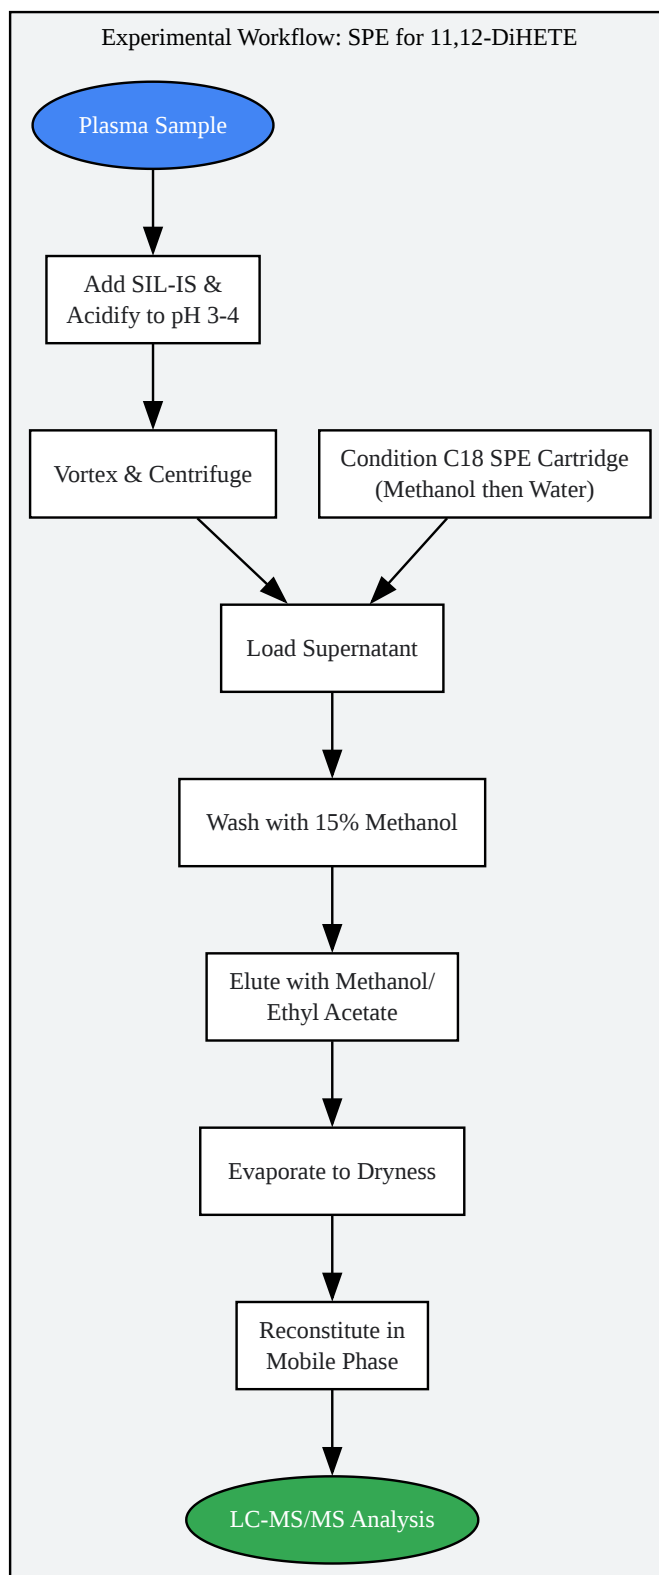 Experimental Workflow: SPE for 11,12-DiHETE
Plasma Sample
Add SIL-IS &
Acidify to pH 3-4
Vortex & Centrifuge
Condition C18 SPE Cartridge
(Methanol then Water)
Load Supernatant
Wash with 15% Methanol
Elute with Methanol/
Ethyl Acetate
Evaporate to Dryness
Reconstitute in
Mobile Phase
LC-MS/MS Analysis